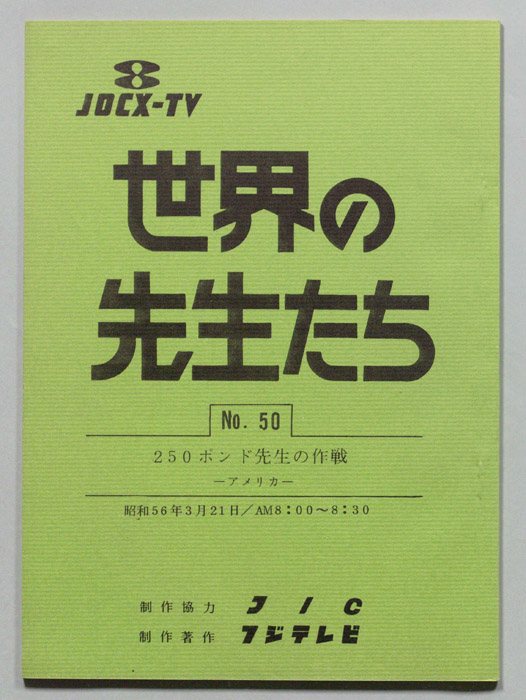 8
JOCX-TV
世界の
先生たち
No. 50
250ポンド先生の作戦
―アメリカ―
昭和56年3月21日/AM8:00〜8:30
制作協力 JIC
制作著作 フジテレビ